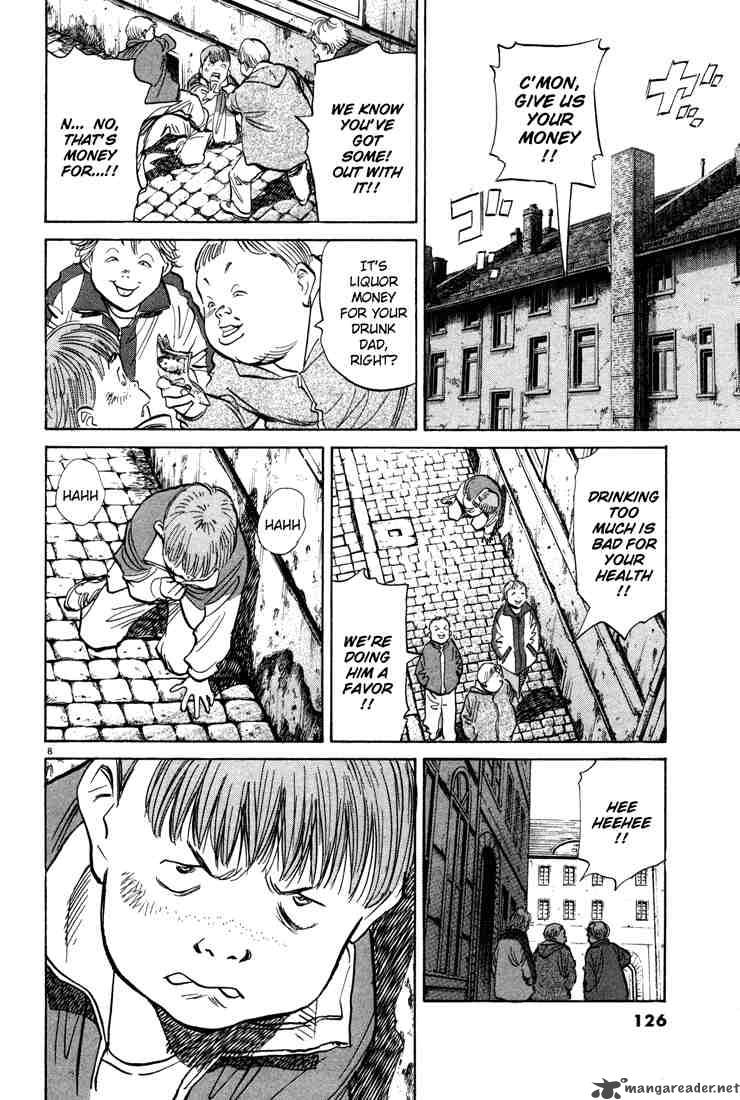 C'MON,
GIVE US
YOUR
MONEY
!!
WE KNOW
YOU'VE
GOT
SOME!
OUT WITH
IT!!
N... NO,
THAT'S
MONEY
FOR...!!
IT'S
LIQUOR
MONEY
FOR YOUR
DRUNK
DAD,
RIGHT?
DRINKING
TOO
MUCH IS
BAD FOR
YOUR
HEALTH
!!
WE'RE
DOING
HIM A
FAVOR
!!
HAHH
HAHH
HEE
HEEHEE
!!
8
126
mangareader.net